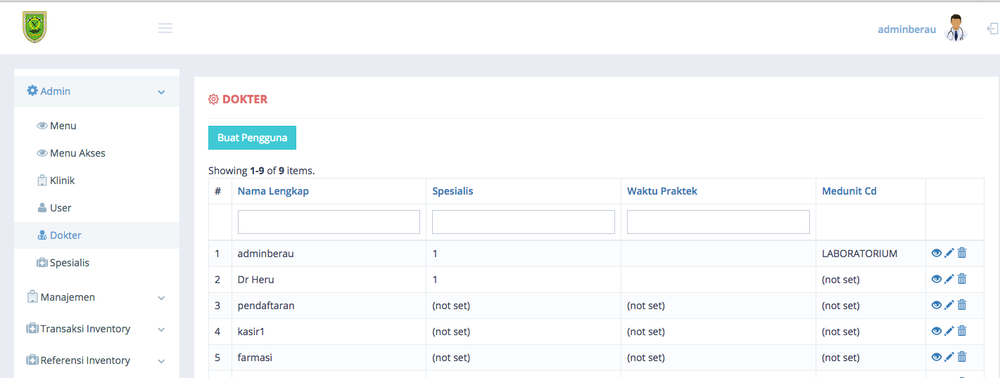 adminberau
Admin
Menu
Menu Akses
Klinik
User
Dokter
Spesialis
Manajemen
Transaksi Inventory
Referensi Inventory
DOKTER
Buat Pengguna
Showing 1-9 of 9 items.
# Nama Lengkap Spesialis Waktu Praktek Medunit Cd
1 adminberau 1 LABORATORIUM
2 Dr Heru 1 (not set)
3 pendaftaran (not set) (not set) (not set)
4 kasir1 (not set) (not set) (not set)
5 farmasi (not set) (not set) (not set)